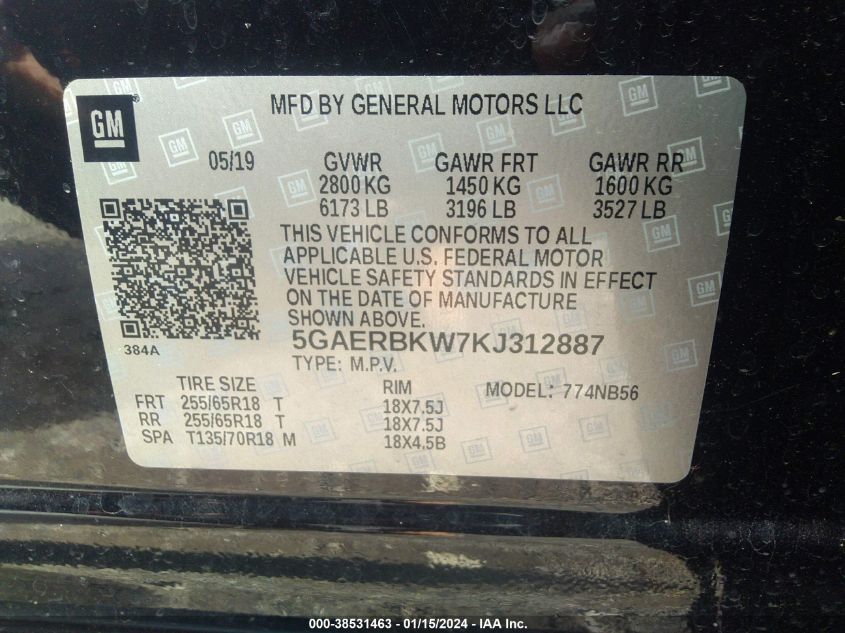 GM
MFD BY GENERAL MOTORS LLC
05/19 GVWR GAWR FRT GAWR RR
2800 KG 1450 KG 1600 KG
6173 LB 3196 LB 3527 LB
THIS VEHICLE CONFORMS TO ALL
APPLICABLE U.S. FEDERAL MOTOR
VEHICLE SAFETY STANDARDS IN EFFECT
ON THE DATE OF MANUFACTURE
SHOWN ABOVE.
384A
5GAERBKW7KJ312887
TYPE: M.P.V.
TIRE SIZE RIM MODEL: 774NB56
FRT 255/65R18 T 18X7.5J
RR 255/65R18 T 18X7.5J
SPA T135/70R18 M 18X4.5B
000-38531463 - 01/15/2024 - IAA Inc.